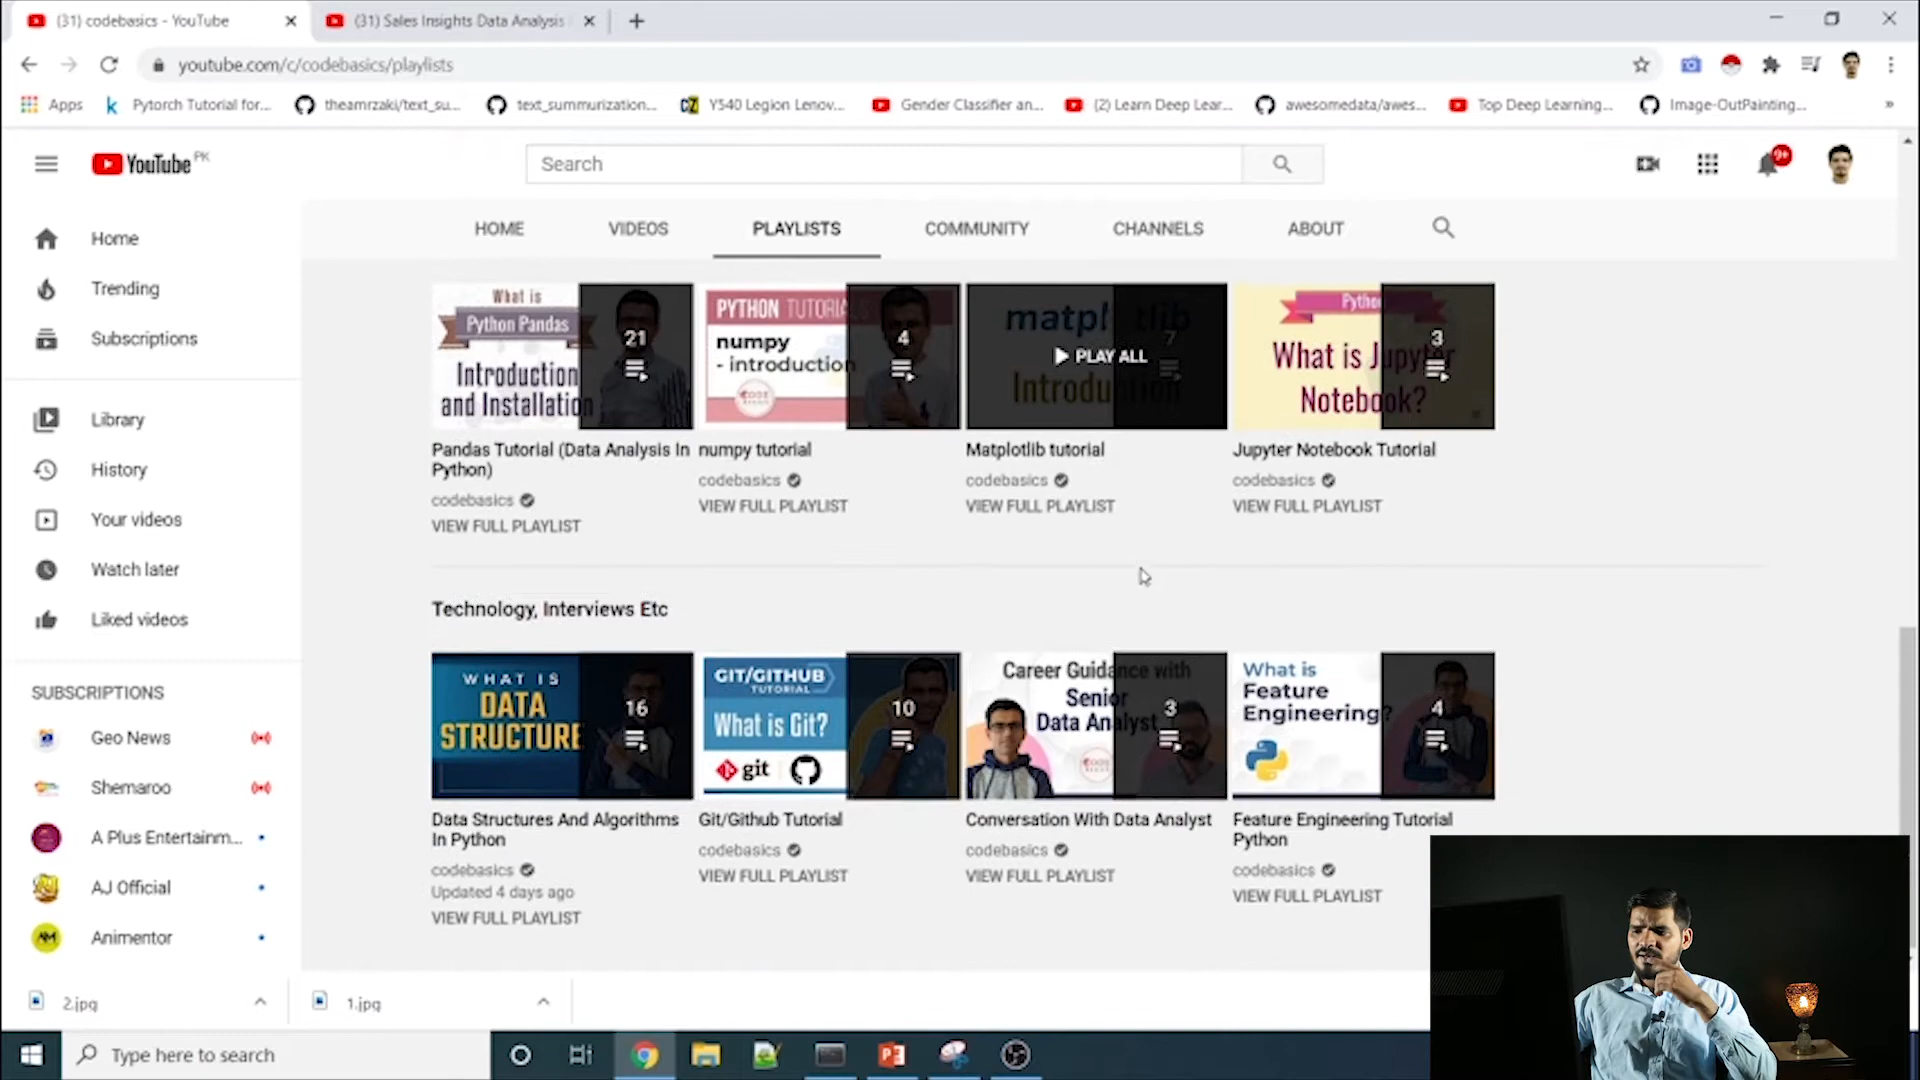 (31) codebasics - YouTube
(31) Sales Insights Data Analysis
youtube.com/c/codebasics/playlists
Apps
Pytorch Tutorial for...
theamrzaki/text_su...
text_summurization...
CZ
Y540 Legion Lenov...
Gender Classifier an...
(2) Learn Deep Lear...
awesomedata/awes...
Top Deep Learning...
Image-OutPainting...
YouTube PK
Search
9+
HOME
VIDEOS
PLAYLISTS
COMMUNITY
CHANNELS
ABOUT
Home
Trending
Subscriptions
Library
History
Your videos
Watch later
Liked videos
SUBSCRIPTIONS
Geo News
Shemaroo
A Plus Entertainm...
AJ Official
Animentor
What is
Python Pandas
Introduction
and Installation
21
PYTHON TUTORIA
numpy
- introduction
4
PLAY ALL
7
What is Jupyter
Notebook?
3
Pandas Tutorial (Data Analysis In
Python)
codebasics
VIEW FULL PLAYLIST
numpy tutorial
codebasics
VIEW FULL PLAYLIST
Matplotlib tutorial
codebasics
VIEW FULL PLAYLIST
Jupyter Notebook Tutorial
codebasics
VIEW FULL PLAYLIST
Technology, Interviews Etc
WHAT IS
DATA
STRUCTURE
16
GIT/GITHUB
TUTORIAL
What is Git?
git
10
Career Guidance with
Senior
Data Analyst
3
What is
Feature
Engineering?
4
Data Structures And Algorithms
In Python
codebasics
Updated 4 days ago
VIEW FULL PLAYLIST
Git/Github Tutorial
codebasics
VIEW FULL PLAYLIST
Conversation With Data Analyst
codebasics
VIEW FULL PLAYLIST
Feature Engineering Tutorial
Python
codebasics
VIEW FULL PLAYLIST
2.jpg
1.jpg
Type here to search